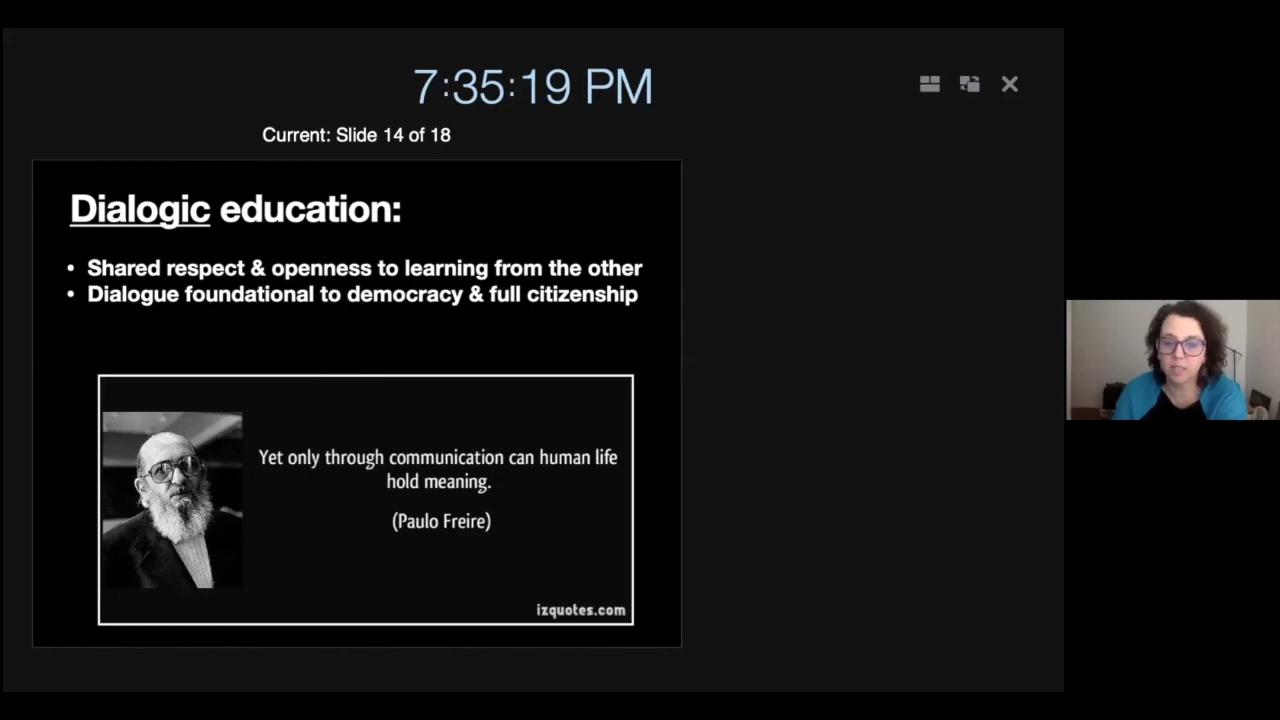 7:35:19 PM
Current: Slide 14 of 18
Dialogic education:
• Shared respect & openness to learning from the other
• Dialogue foundational to democracy & full citizenship
Yet only through communication can human life
hold meaning.
(Paulo Freire)
izquotes.com